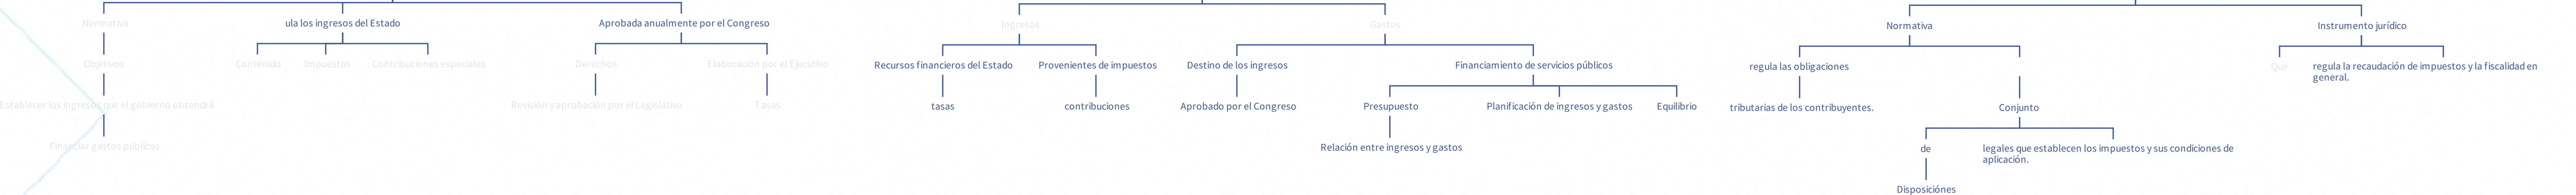 Normativa
ula los ingresos del Estado
Aprobada anualmente por el Congreso
Objetivos
Contenido
Impuestos
Contribuciones especiales
Derechos
Elaboración por el Ejecutivo
Establecer los ingresos que el gobierno obtendrá
Revisión y aprobación por el Legislativo
Tasas
Financiar gastos públicos
Ingresos
Gastos
Recursos financieros del Estado
Provenientes de impuestos
Destino de los ingresos
Financiamiento de servicios públicos
tasas
contribuciones
Aprobado por el Congreso
Presupuesto
Planificación de ingresos y gastos
Equilibrio
Relación entre ingresos y gastos
Normativa
Instrumento jurídico
regula las obligaciones
Que
regula la recaudación de impuestos y la fiscalidad en
general.
tributarias de los contribuyentes.
Conjunto
de
legales que establecen los impuestos y sus condiciones de
aplicación.
Disposiciónes